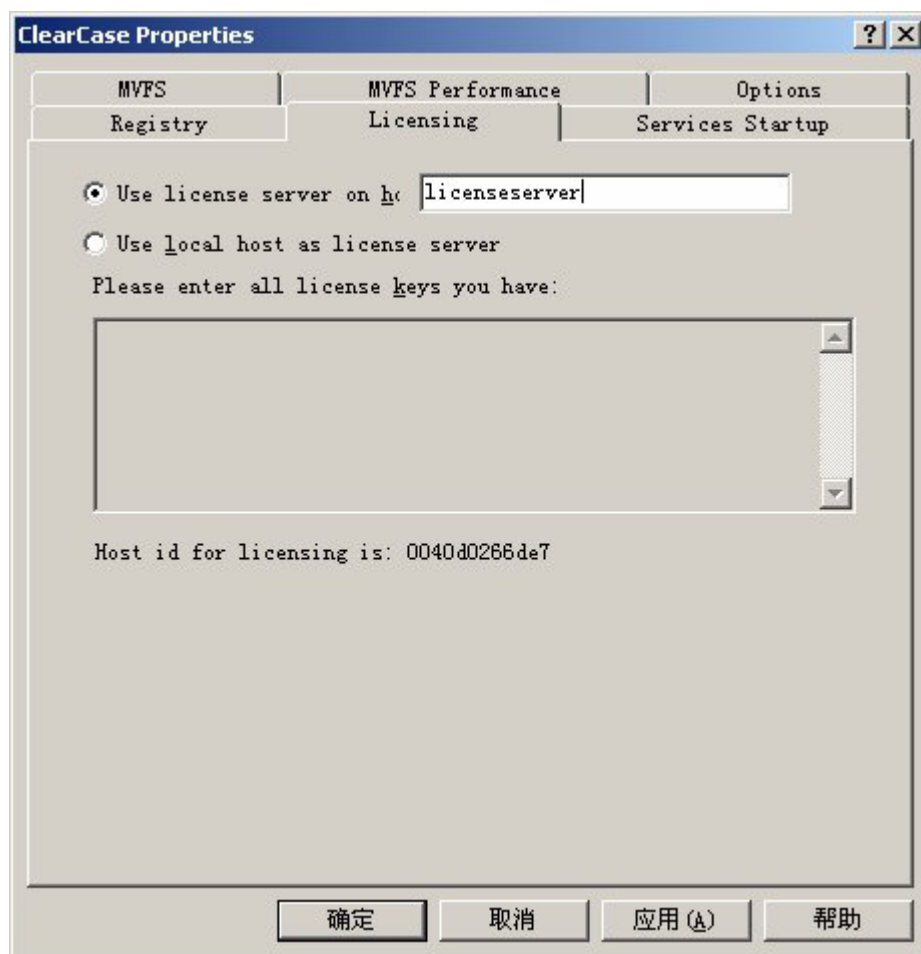 ClearCase Properties
MVFS
MVFS Performance
Options
Registry
Licensing
Services Startup
Use license server on
licenseserver
Use local host as license server
Please enter all license keys you have:
Host id for licensing is: 0040d0266de7
确定
取消
应用(A)
帮助